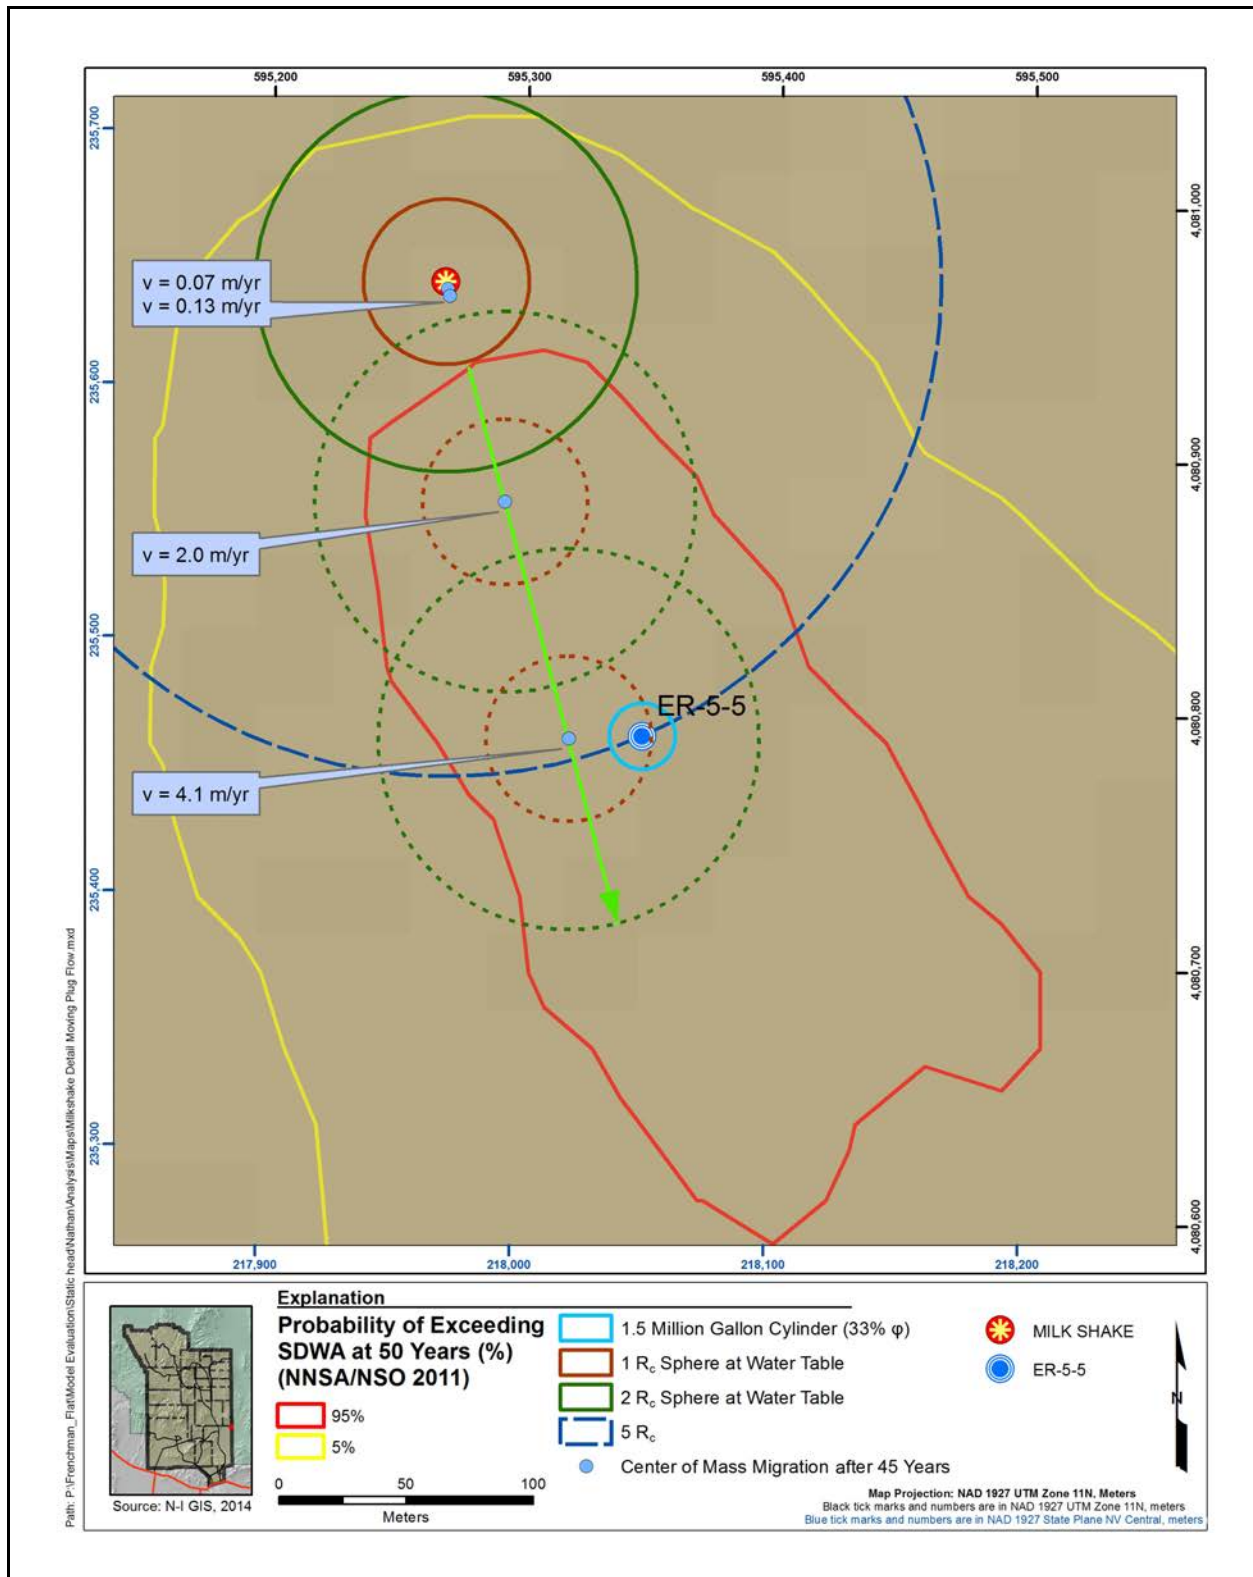 595,200
595,300
595,400
595,500
235,700
235,600
235,500
235,400
235,300
4,081,000
4,080,900
4,080,800
4,080,700
4,080,600
v = 0.07 m/yr
v = 0.13 m/yr
v = 2.0 m/yr
ER-5-5
v = 4.1 m/yr
217,900
218,000
218,100
218,200
Path: P:\Frenchman_Flat\Model Evaluation\Static head\Nathan\Analysis\Maps\Milkshake Detail Moving Plug Flow.mxd
Explanation
Probability of Exceeding
SDWA at 50 Years (%)
(NNSA/NSO 2011)
95%
5%
0 50 100
Meters
1.5 Million Gallon Cylinder (33% φ)
1 Rc Sphere at Water Table
2 Rc Sphere at Water Table
5 Rc
Center of Mass Migration after 45 Years
MILK SHAKE
ER-5-5
N
Source: N-I GIS, 2014
Map Projection: NAD 1927 UTM Zone 11N, Meters
Black tick marks and numbers are in NAD 1927 UTM Zone 11N, meters
Blue tick marks and numbers are in NAD 1927 State Plane NV Central, meters